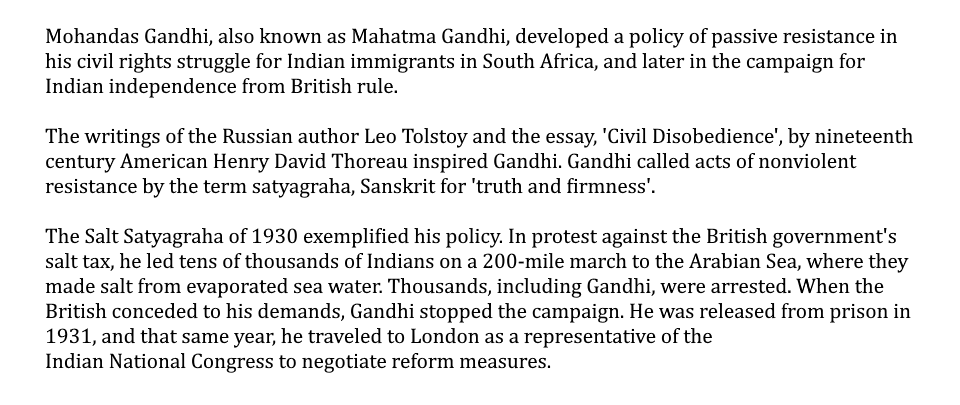 Mohandas Gandhi, also known as Mahatma Gandhi, developed a policy of passive resistance in
his civil rights struggle for Indian immigrants in South Africa, and later in the campaign for
Indian independence from British rule.
The writings of the Russian author Leo Tolstoy and the essay, 'Civil Disobedience', by nineteenth
century American Henry David Thoreau inspired Gandhi. Gandhi called acts of nonviolent
resistance by the term satyagraha, Sanskrit for 'truth and firmness'.
The Salt Satyagraha of 1930 exemplified his policy. In protest against the British government's
salt tax, he led tens of thousands of Indians on a 200-mile march to the Arabian Sea, where they
made salt from evaporated sea water. Thousands, including Gandhi, were arrested. When the
British conceded to his demands, Gandhi stopped the campaign. He was released from prison in
1931, and that same year, he traveled to London as a representative of the
Indian National Congress to negotiate reform measures.